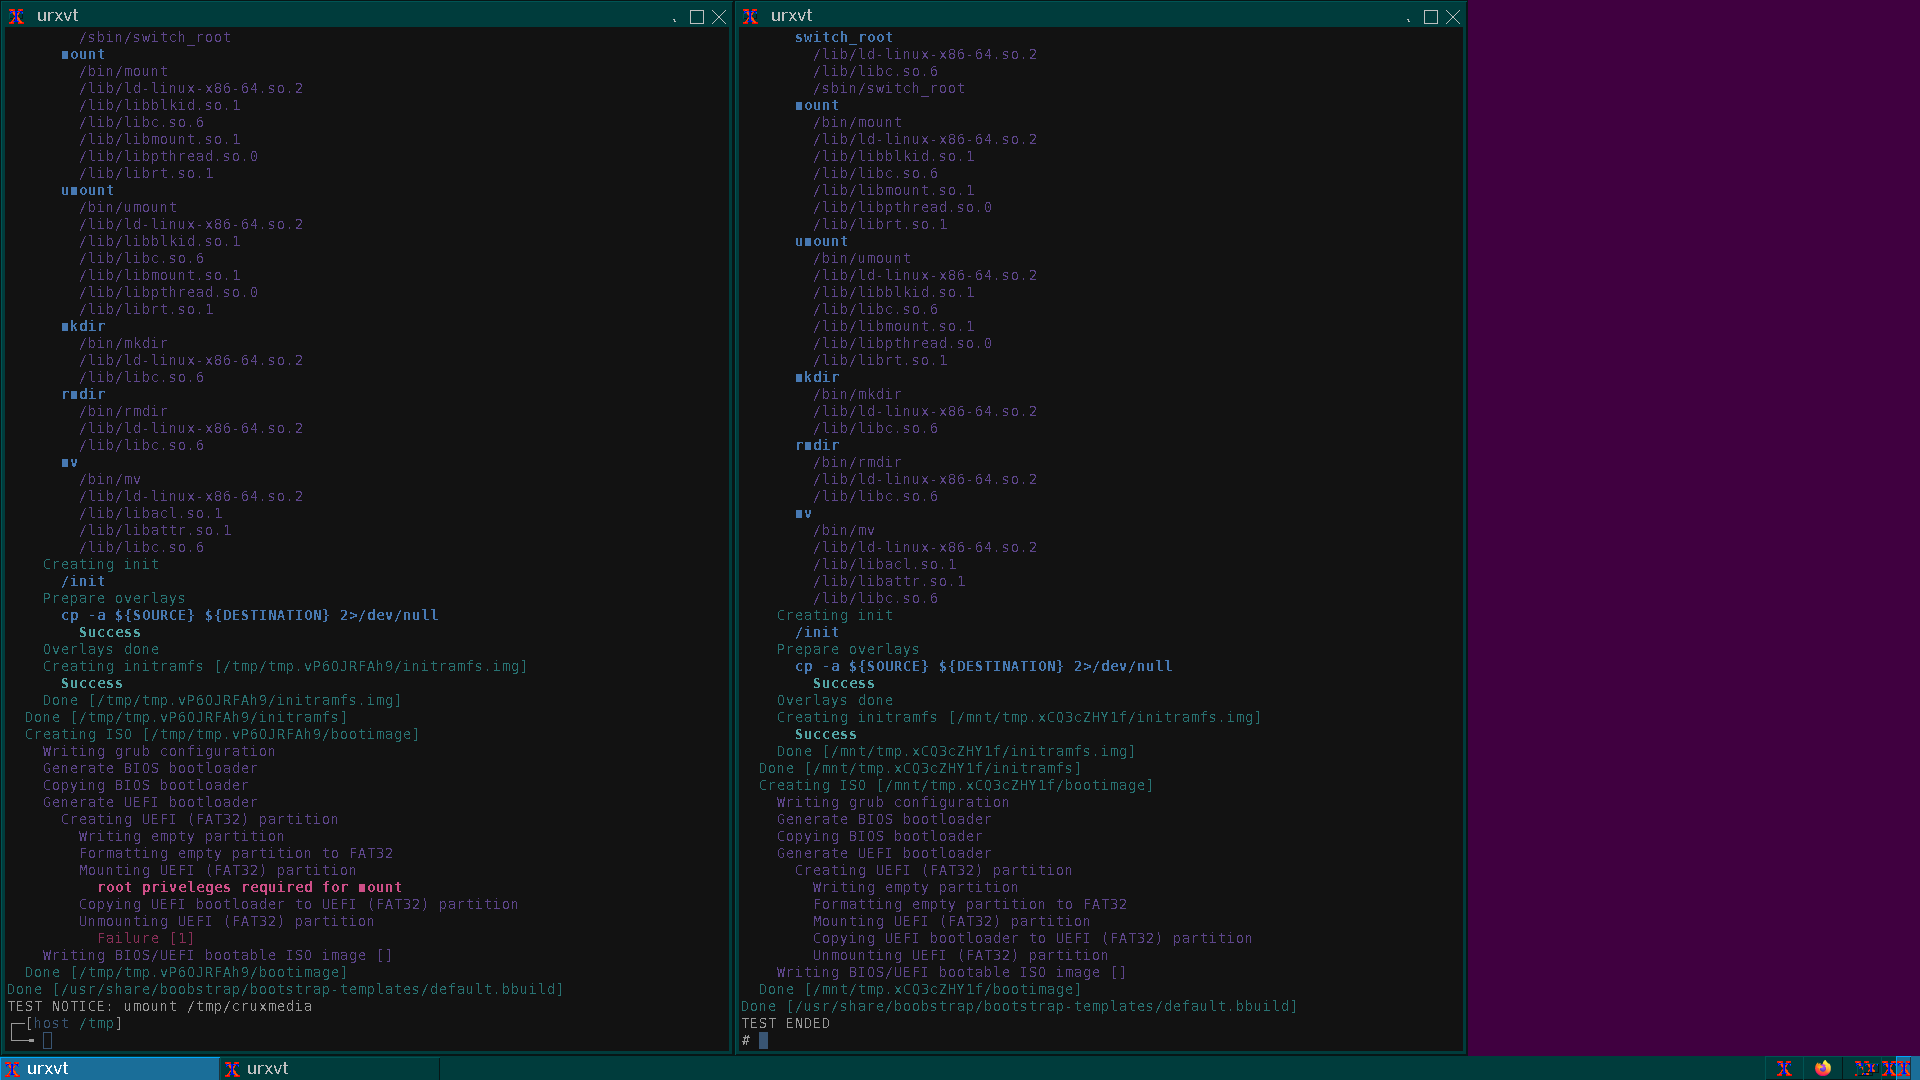 urxvt
/sbin/switch_root
mount
/bin/mount
/lib/ld-linux-x86-64.so.2
/lib/libblkid.so.1
/lib/libc.so.6
/lib/libmount.so.1
/lib/libpthread.so.0
/lib/librt.so.1
umount
/bin/umount
/lib/ld-linux-x86-64.so.2
/lib/libblkid.so.1
/lib/libc.so.6
/lib/libmount.so.1
/lib/libpthread.so.0
/lib/librt.so.1
mkdir
/bin/mkdir
/lib/ld-linux-x86-64.so.2
/lib/libc.so.6
rmdir
/bin/rmdir
/lib/ld-linux-x86-64.so.2
/lib/libc.so.6
mv
/bin/mv
/lib/ld-linux-x86-64.so.2
/lib/libacl.so.1
/lib/libattr.so.1
/lib/libc.so.6
Creating init
/init
Prepare overlays
cp -a ${SOURCE} ${DESTINATION} 2>/dev/null
Success
Overlays done
Creating initramfs [/tmp/tmp.vP6OJRFAh9/initramfs.img]
Success
Done [/tmp/tmp.vP6OJRFAh9/initramfs.img]
Done [/tmp/tmp.vP6OJRFAh9/initramfs]
Creating ISO [/tmp/tmp.vP6OJRFAh9/bootimage]
Writing grub configuration
Generate BIOS bootloader
Copying BIOS bootloader
Generate UEFI bootloader
Creating UEFI (FAT32) partition
Writing empty partition
Formatting empty partition to FAT32
Mounting UEFI (FAT32) partition
root priveleges required for mount
Copying UEFI bootloader to UEFI (FAT32) partition
Unmounting UEFI (FAT32) partition
Failure [1]
Writing BIOS/UEFI bootable ISO image []
Done [/tmp/tmp.vP6OJRFAh9/bootimage]
Done [/usr/share/boobstrap/bootstrap-templates/default.bbuild]
TEST NOTICE: umount /tmp/cruxmedia
[host /tmp]
urxvt
switch_root
/lib/ld-linux-x86-64.so.2
/lib/libc.so.6
/sbin/switch_root
mount
/bin/mount
/lib/ld-linux-x86-64.so.2
/lib/libblkid.so.1
/lib/libc.so.6
/lib/libmount.so.1
/lib/libpthread.so.0
/lib/librt.so.1
umount
/bin/umount
/lib/ld-linux-x86-64.so.2
/lib/libblkid.so.1
/lib/libc.so.6
/lib/libmount.so.1
/lib/libpthread.so.0
/lib/librt.so.1
mkdir
/bin/mkdir
/lib/ld-linux-x86-64.so.2
/lib/libc.so.6
rmdir
/bin/rmdir
/lib/ld-linux-x86-64.so.2
/lib/libc.so.6
mv
/bin/mv
/lib/ld-linux-x86-64.so.2
/lib/libacl.so.1
/lib/libattr.so.1
/lib/libc.so.6
Creating init
/init
Prepare overlays
cp -a ${SOURCE} ${DESTINATION} 2>/dev/null
Success
Overlays done
Creating initramfs [/mnt/tmp.xCQ3cZHY1f/initramfs.img]
Success
Done [/mnt/tmp.xCQ3cZHY1f/initramfs.img]
Done [/mnt/tmp.xCQ3cZHY1f/initramfs]
Creating ISO [/mnt/tmp.xCQ3cZHY1f/bootimage]
Writing grub configuration
Generate BIOS bootloader
Copying BIOS bootloader
Generate UEFI bootloader
Creating UEFI (FAT32) partition
Writing empty partition
Formatting empty partition to FAT32
Mounting UEFI (FAT32) partition
Copying UEFI bootloader to UEFI (FAT32) partition
Unmounting UEFI (FAT32) partition
Writing BIOS/UEFI bootable ISO image []
Done [/mnt/tmp.xCQ3cZHY1f/bootimage]
Done [/usr/share/boobstrap/bootstrap-templates/default.bbuild]
TEST ENDED
#
urxvt
urxvt